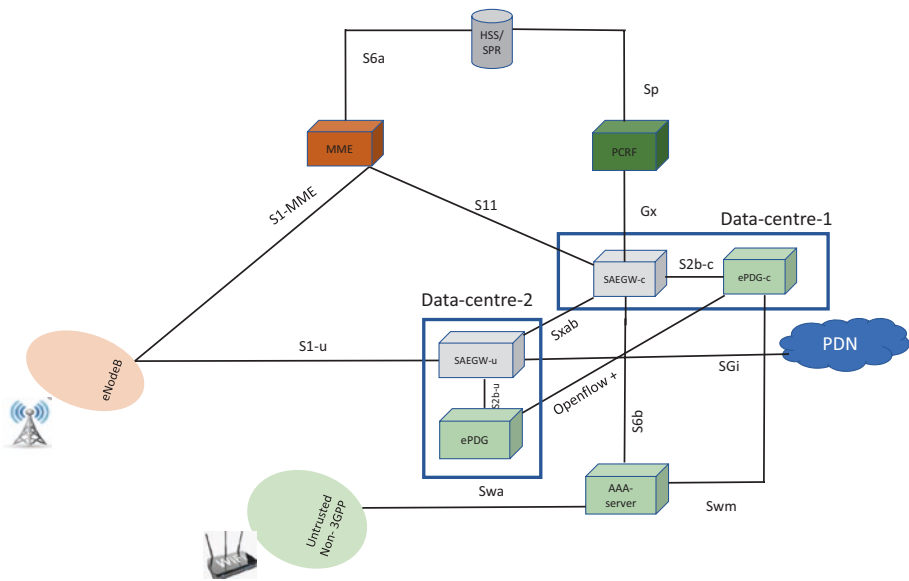 HSS/
SPR
S6a
Sp
MME
PCRF
S1-MME
S11
Gx
Data-centre-1
SAEGW-c
S2b-c
ePDG-c
Data-centre-2
Sxab
S1-u
SAEGW-u
PDN
SGi
eNodeB
S2b-u
Openflow +
ePDG
S6b
Swa
AAA-
server
Swm
Untrusted
Non- 3GPP
WIFI